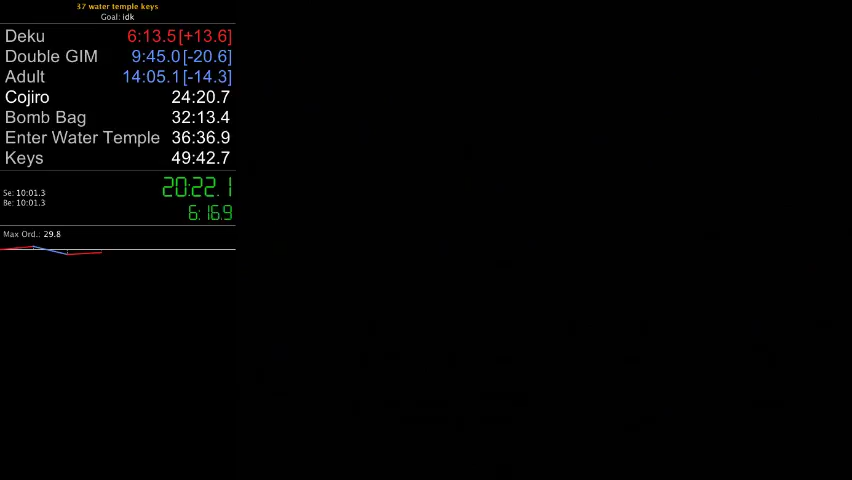 37 water temple keys
Goal: idk
Deku 6:13.5[+13.6]
Double GIM 9:45.0[-20.6]
Adult 14:05.1[-14.3]
Cojiro 24:20.7
Bomb Bag 32:13.4
Enter Water Temple 36:36.9
Keys 49:42.7
20:22.1
Se: 10:01.3
Be: 10:01.3
6:16.9
Max Ord.: 29.8